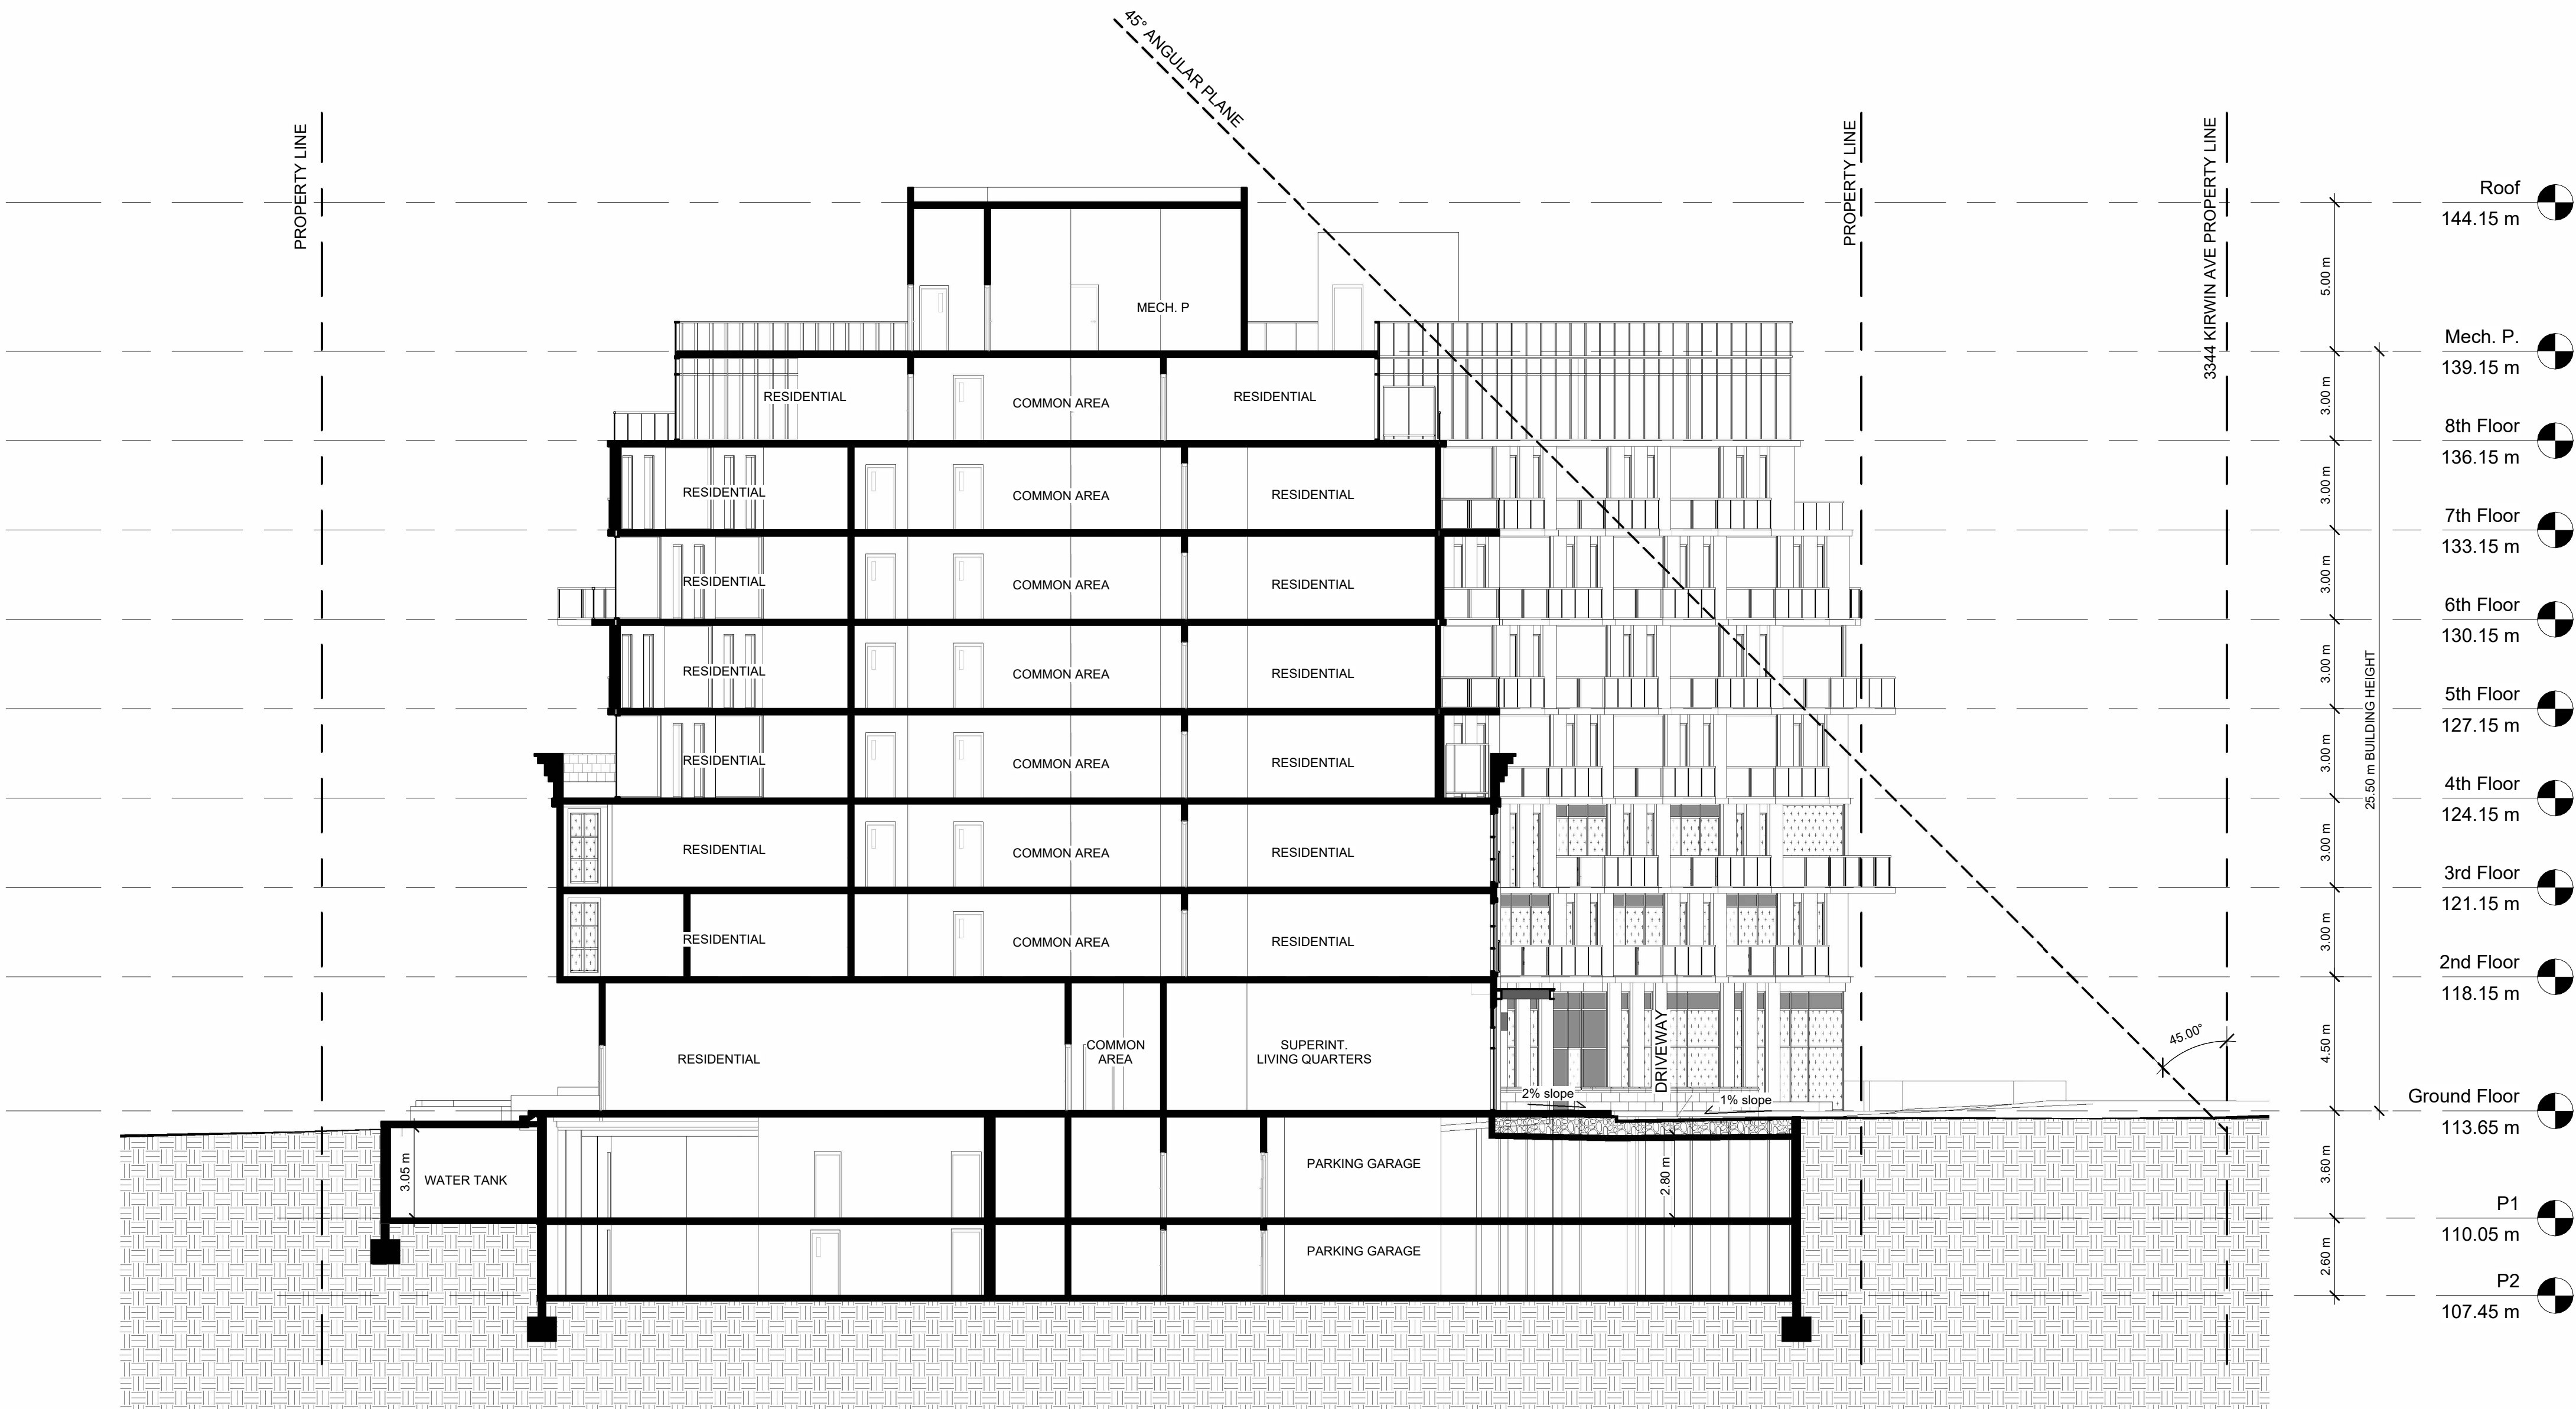 45° ANGULAR PLANE
PROPERTY LINE
PROPERTY LINE
3344 KIRWIN AVE PROPERTY LINE
Roof
144.15 m
5.00 m
MECH. P
Mech. P.
139.15 m
3.00 m
RESIDENTIAL
COMMON AREA
RESIDENTIAL
8th Floor
136.15 m
3.00 m
RESIDENTIAL
COMMON AREA
RESIDENTIAL
7th Floor
133.15 m
3.00 m
RESIDENTIAL
COMMON AREA
RESIDENTIAL
6th Floor
130.15 m
3.00 m
RESIDENTIAL
COMMON AREA
RESIDENTIAL
5th Floor
127.15 m
25.50 m BUILDING HEIGHT
3.00 m
RESIDENTIAL
COMMON AREA
RESIDENTIAL
4th Floor
124.15 m
3.00 m
RESIDENTIAL
COMMON AREA
RESIDENTIAL
3rd Floor
121.15 m
3.00 m
RESIDENTIAL
COMMON AREA
RESIDENTIAL
2nd Floor
118.15 m
4.50 m
RESIDENTIAL
COMMON
AREA
SUPERINT.
LIVING QUARTERS
DRIVEWAY
2% slope
1% slope
45.00°
Ground Floor
113.65 m
3.60 m
3.05 m
WATER TANK
PARKING GARAGE
2.80 m
P1
110.05 m
2.60 m
PARKING GARAGE
P2
107.45 m